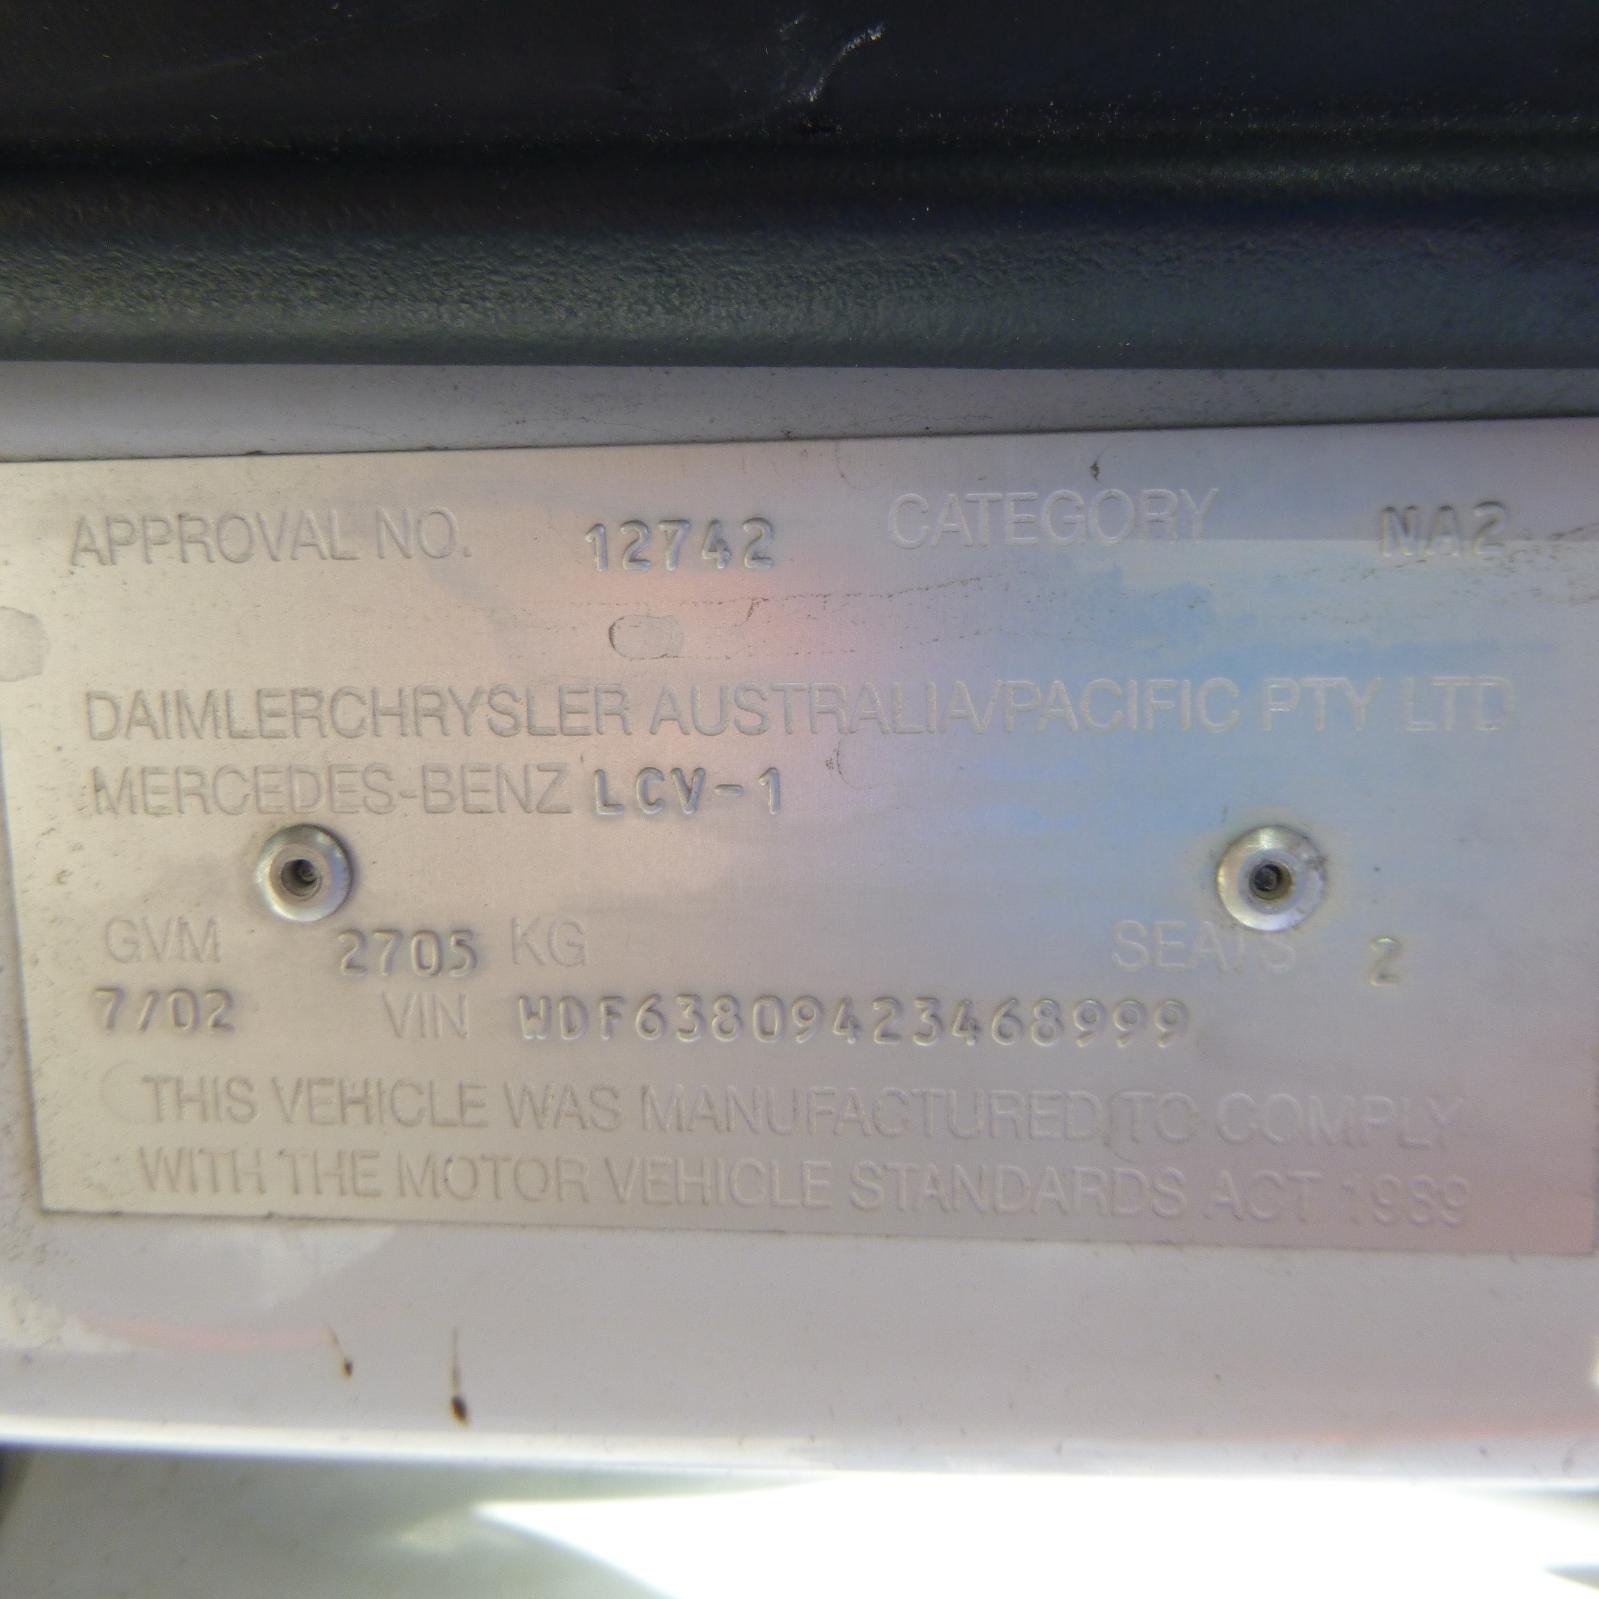 APPROVAL NO. 12742 CATEGORY NA2
DAIMLERCHRYSLER AUSTRALIA/PACIFIC PTY LTD
MERCEDES-BENZ LCV-1
GVM 2705 KG SEATS 2
7/02 VIN WDF63809423468999
THIS VEHICLE WAS MANUFACTURED TO COMPLY
WITH THE MOTOR VEHICLE STANDARDS ACT 1989